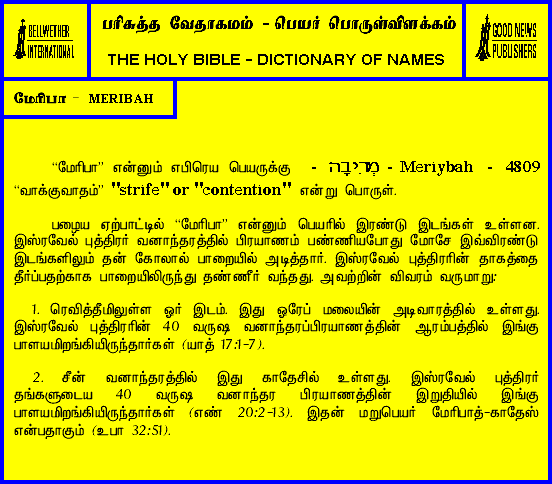 BELLWETHER
INTERNATIONAL
பரிசுத்த வேதாகமம் - பெயர் பொருள்விளக்கம்
THE HOLY BIBLE - DICTIONARY OF NAMES
GOOD NEWS
PUBLISHERS
மேரிபா - MERIBAH
“மேரிபா” என்னும் எபிரெய பெயருக்கு - מְרִיבָה - Meriybah - 4809
“வாக்குவாதம்” "strife" or "contention" என்று பொருள்.
பழைய ஏற்பாட்டில் “மேரிபா” என்னும் பெயரில் இரண்டு இடங்கள் உள்ளன.
இஸ்ரவேல் புத்திரர் வனாந்தரத்தில் பிரயாணம் பண்ணியபோது மோசே இவ்விரண்டு
இடங்களிலும் தன் கோலால் பாறையில் அடித்தார். இஸ்ரவேல் புத்திரரின் தாகத்தை
தீர்ப்பதற்காக பாறையிலிருந்து தண்ணீர் வந்தது. அவற்றின் விவரம் வருமாறு:
1. ரெவிததீமிலுள்ள ஓர் இடம். இது ஒரேப் மலையின் அடிவாரத்தில் உள்ளது.
இஸ்ரவேல் புத்திரரின் 40 வருஷ வனாந்தரப்பிரயாணத்தின் ஆரம்பத்தில் இங்கு
பாளயமிறங்கியிருந்தார்கள் (யாத் 17:1-7).
2. சீன் வனாந்தரத்தில் இது காதேசில் உள்ளது. இஸ்ரவேல் புத்திரர்
தங்களுடைய 40 வருஷ வனாந்தர பிரயாணத்தின் இறுதியில் இங்கு
பாளயமிறங்கியிருந்தார்கள் (எண் 20:2-13). இதன் மறுபெயர் மேரிபாத்-காதேஸ்
என்பதாகும் (உபா 32:51).